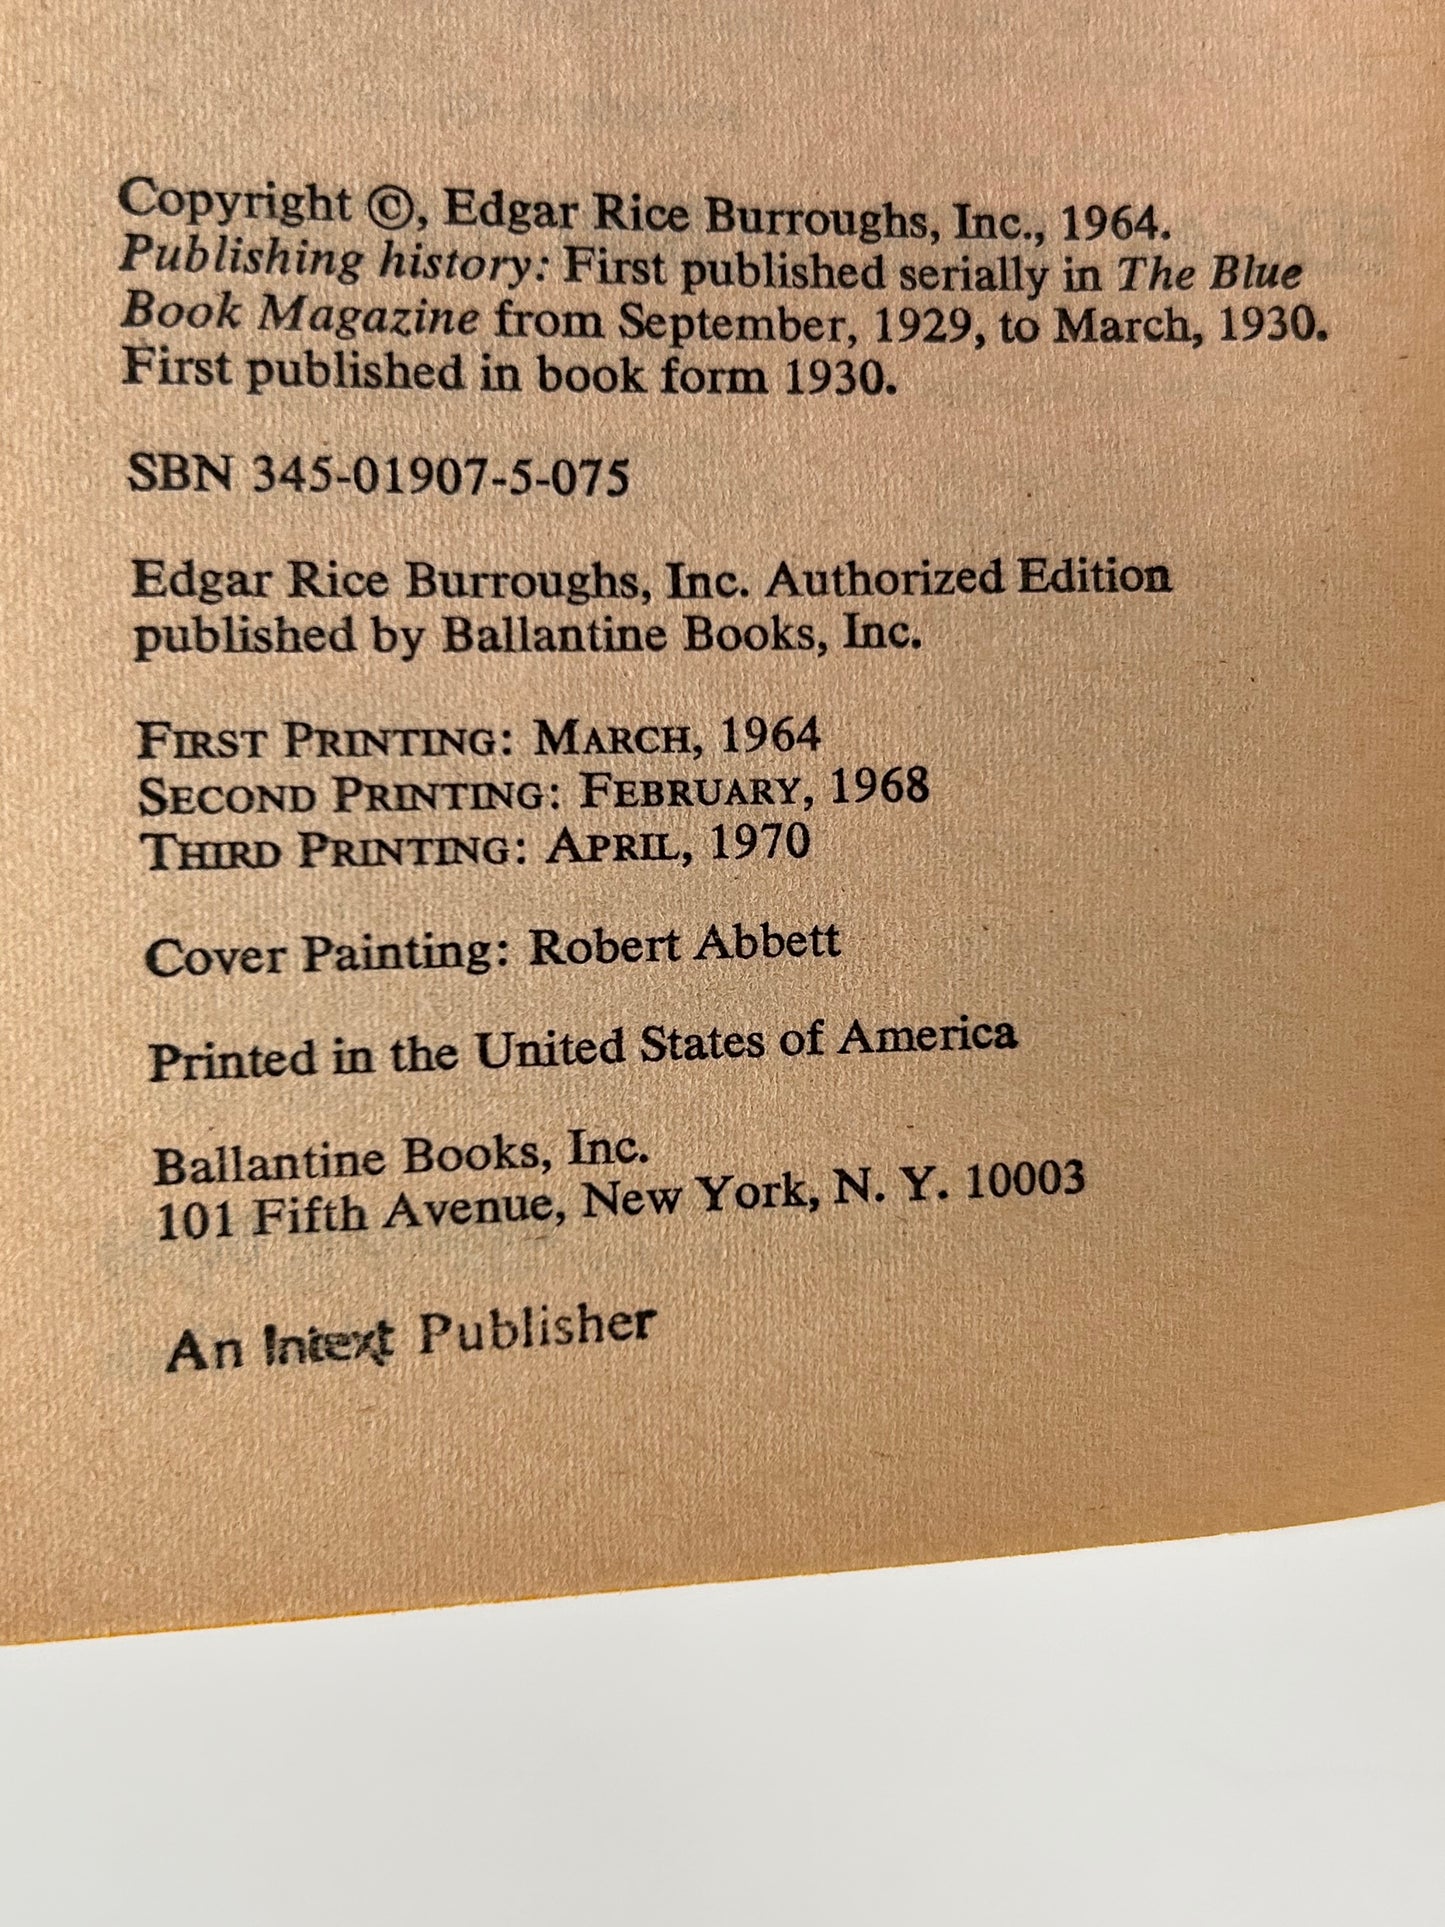 Copyright ©, Edgar Rice Burroughs, Inc., 1964.
Publishing history: First published serially in The Blue
Book Magazine from September, 1929, to March, 1930.
First published in book form 1930.
SBN 345-01907-5-075
Edgar Rice Burroughs, Inc. Authorized Edition
published by Ballantine Books, Inc.
FIRST PRINTING: MARCH, 1964
SECOND PRINTING: FEBRUARY, 1968
THIRD PRINTING: APRIL, 1970
Cover Painting: Robert Abbett
Printed in the United States of America
Ballantine Books, Inc.
101 Fifth Avenue, New York, N. Y. 10003
An Intext Publisher